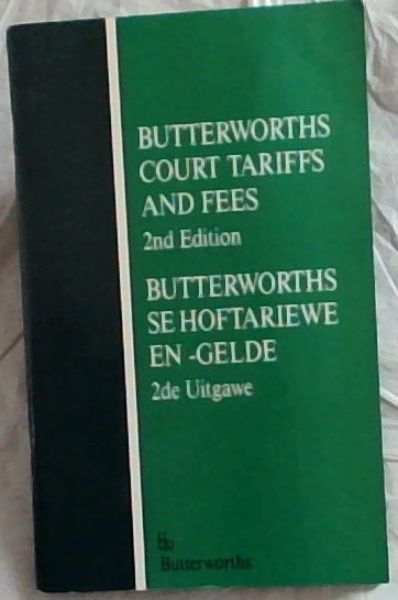 BUTTERWORTHS
COURT TARIFFS
AND FEES
2nd Edition
BUTTERWORTHS
SE HOFTARIEWE
EN -GELDE
2de Uitgawe
Butterworths